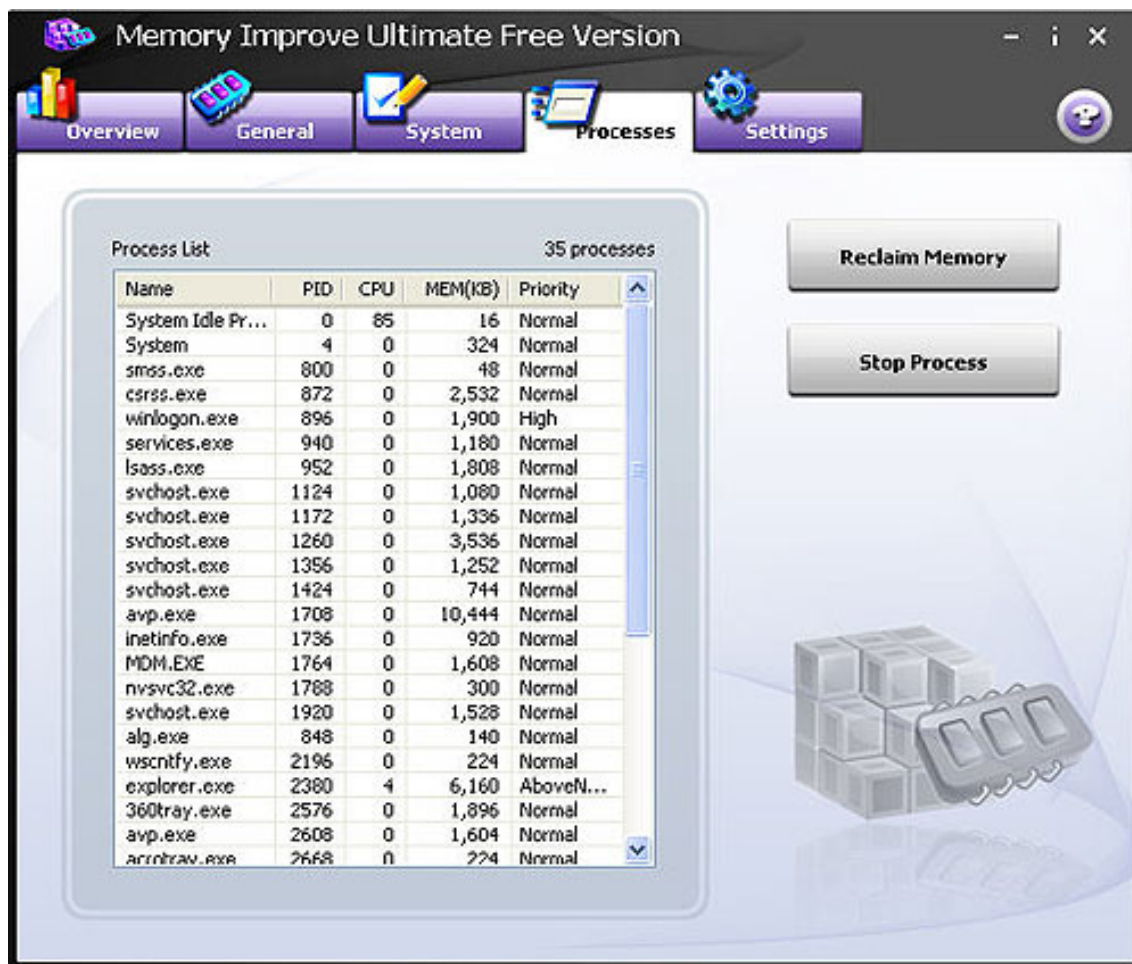 Memory Improve Ultimate Free Version
Overview General System Processes Settings
Process List 35 processes
Name PID CPU MEM(KB) Priority
System Idle Pr... 0 85 16 Normal
System 4 0 324 Normal
smss.exe 800 0 48 Normal
csrss.exe 872 0 2,532 Normal
winlogon.exe 896 0 1,900 High
services.exe 940 0 1,180 Normal
lsass.exe 952 0 1,808 Normal
svchost.exe 1124 0 1,080 Normal
svchost.exe 1172 0 1,336 Normal
svchost.exe 1260 0 3,536 Normal
svchost.exe 1356 0 1,252 Normal
svchost.exe 1424 0 744 Normal
avp.exe 1708 0 10,444 Normal
inetinfo.exe 1736 0 920 Normal
MDM.EXE 1764 0 1,608 Normal
nvsvc32.exe 1788 0 300 Normal
svchost.exe 1920 0 1,528 Normal
alg.exe 848 0 140 Normal
wscntfy.exe 2196 0 224 Normal
explorer.exe 2380 4 6,160 AboveN...
360tray.exe 2576 0 1,896 Normal
avp.exe 2608 0 1,604 Normal
acrotray.exe 2668 0 224 Normal
Reclaim Memory
Stop Process